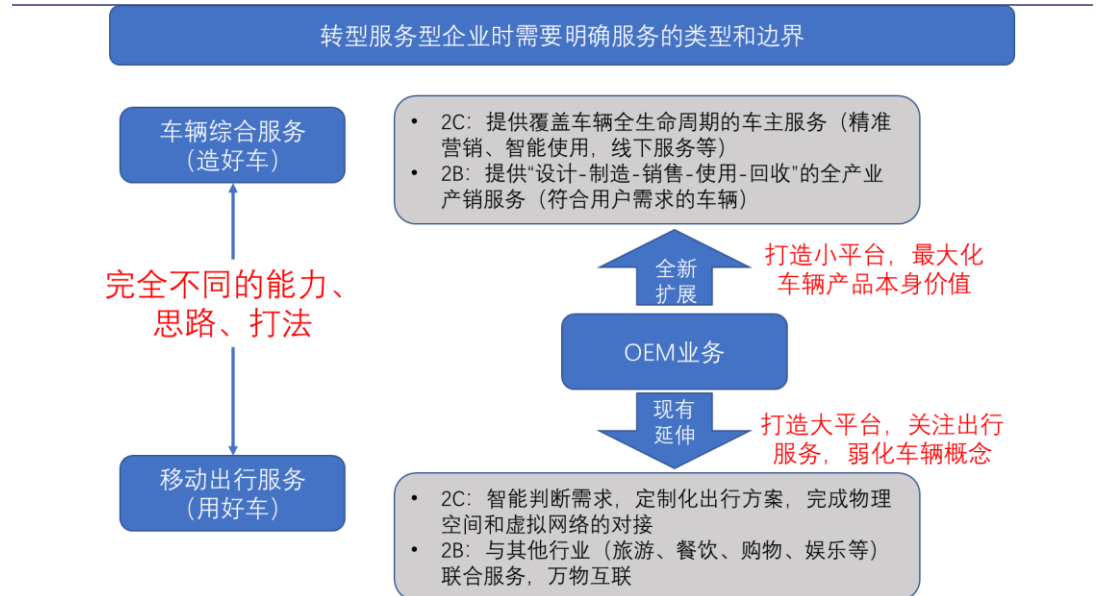 转型服务型企业时需要明确服务的类型和边界
车辆综合服务
（造好车）
• 2C：提供覆盖车辆全生命周期的车主服务（精准
营销、智能使用，线下服务等）
• 2B：提供“设计-制造-销售-使用-回收”的全产业
产销服务（符合用户需求的车辆）
完全不同的能力、
思路、打法
全新
扩展
打造小平台，最大化
车辆产品本身价值
OEM业务
现有
延伸
打造大平台，关注出行
服务，弱化车辆概念
移动出行服务
（用好车）
• 2C：智能判断需求，定制化出行方案，完成物理
空间和虚拟网络的对接
• 2B：与其他行业（旅游、餐饮、购物、娱乐等）
联合服务，万物互联